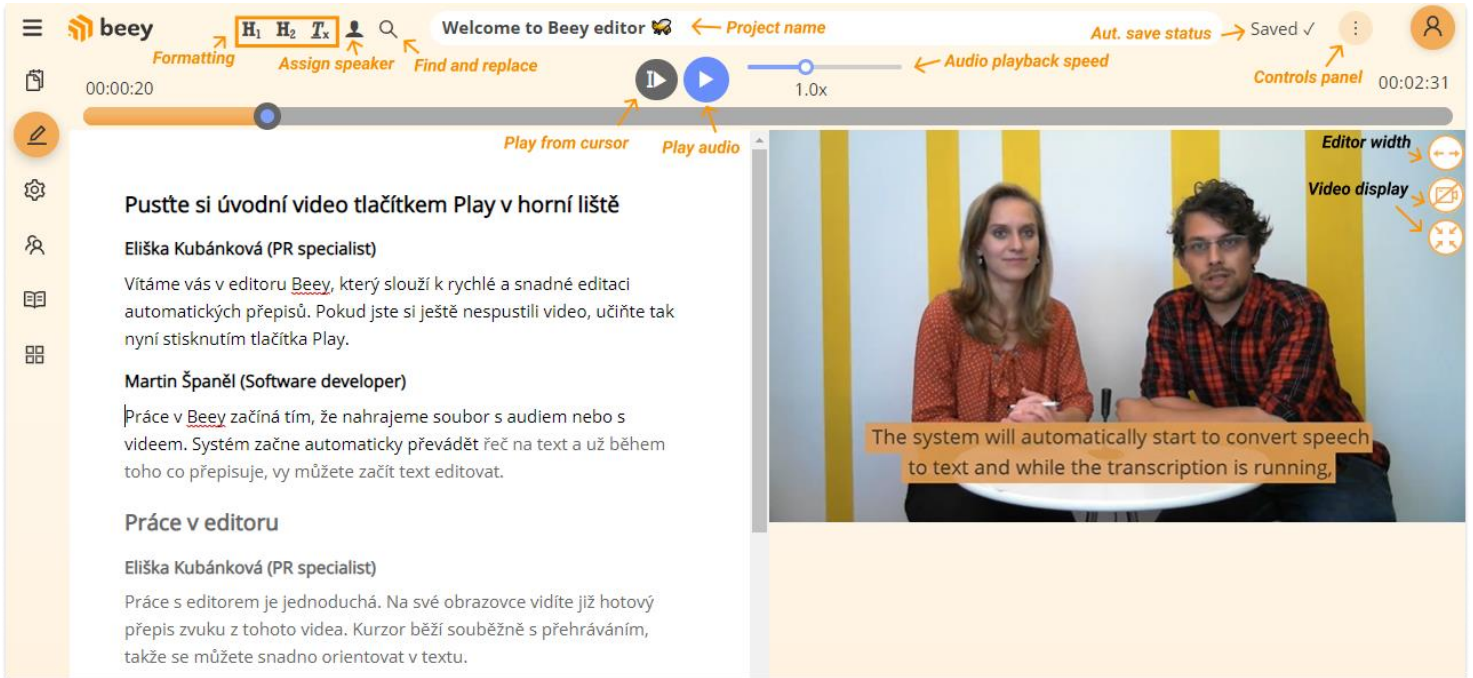 beey
H1 H2 Tx
Welcome to Beey editor
Project name
Aut. save status
Saved ✓
Formatting
Assign speaker
Find and replace
Audio playback speed
Controls panel
00:00:20
1.0x
00:02:31
Play from cursor
Play audio
Editor width
Video display
Pusťte si úvodní video tlačítkem Play v horní liště
Eliška Kubánková (PR specialist)
Vítáme vás v editoru Beey, který slouží k rychlé a snadné editaci
automatických přepisů. Pokud jste si ještě nespustili video, učiňte tak
nyní stisknutím tlačítka Play.
Martin Španěl (Software developer)
Práce v Beey začíná tím, že nahrajeme soubor s audiem nebo s
videem. Systém začne automaticky převádět řeč na text a už během
toho co přepisuje, vy můžete začít text editovat.
Práce v editoru
Eliška Kubánková (PR specialist)
Práce s editorem je jednoduchá. Na své obrazovce vidíte již hotový
přepis zvuku z tohoto videa. Kurzor běží souběžně s přehráváním,
takže se můžete snadno orientovat v textu.
The system will automatically start to convert speech
to text and while the transcription is running,